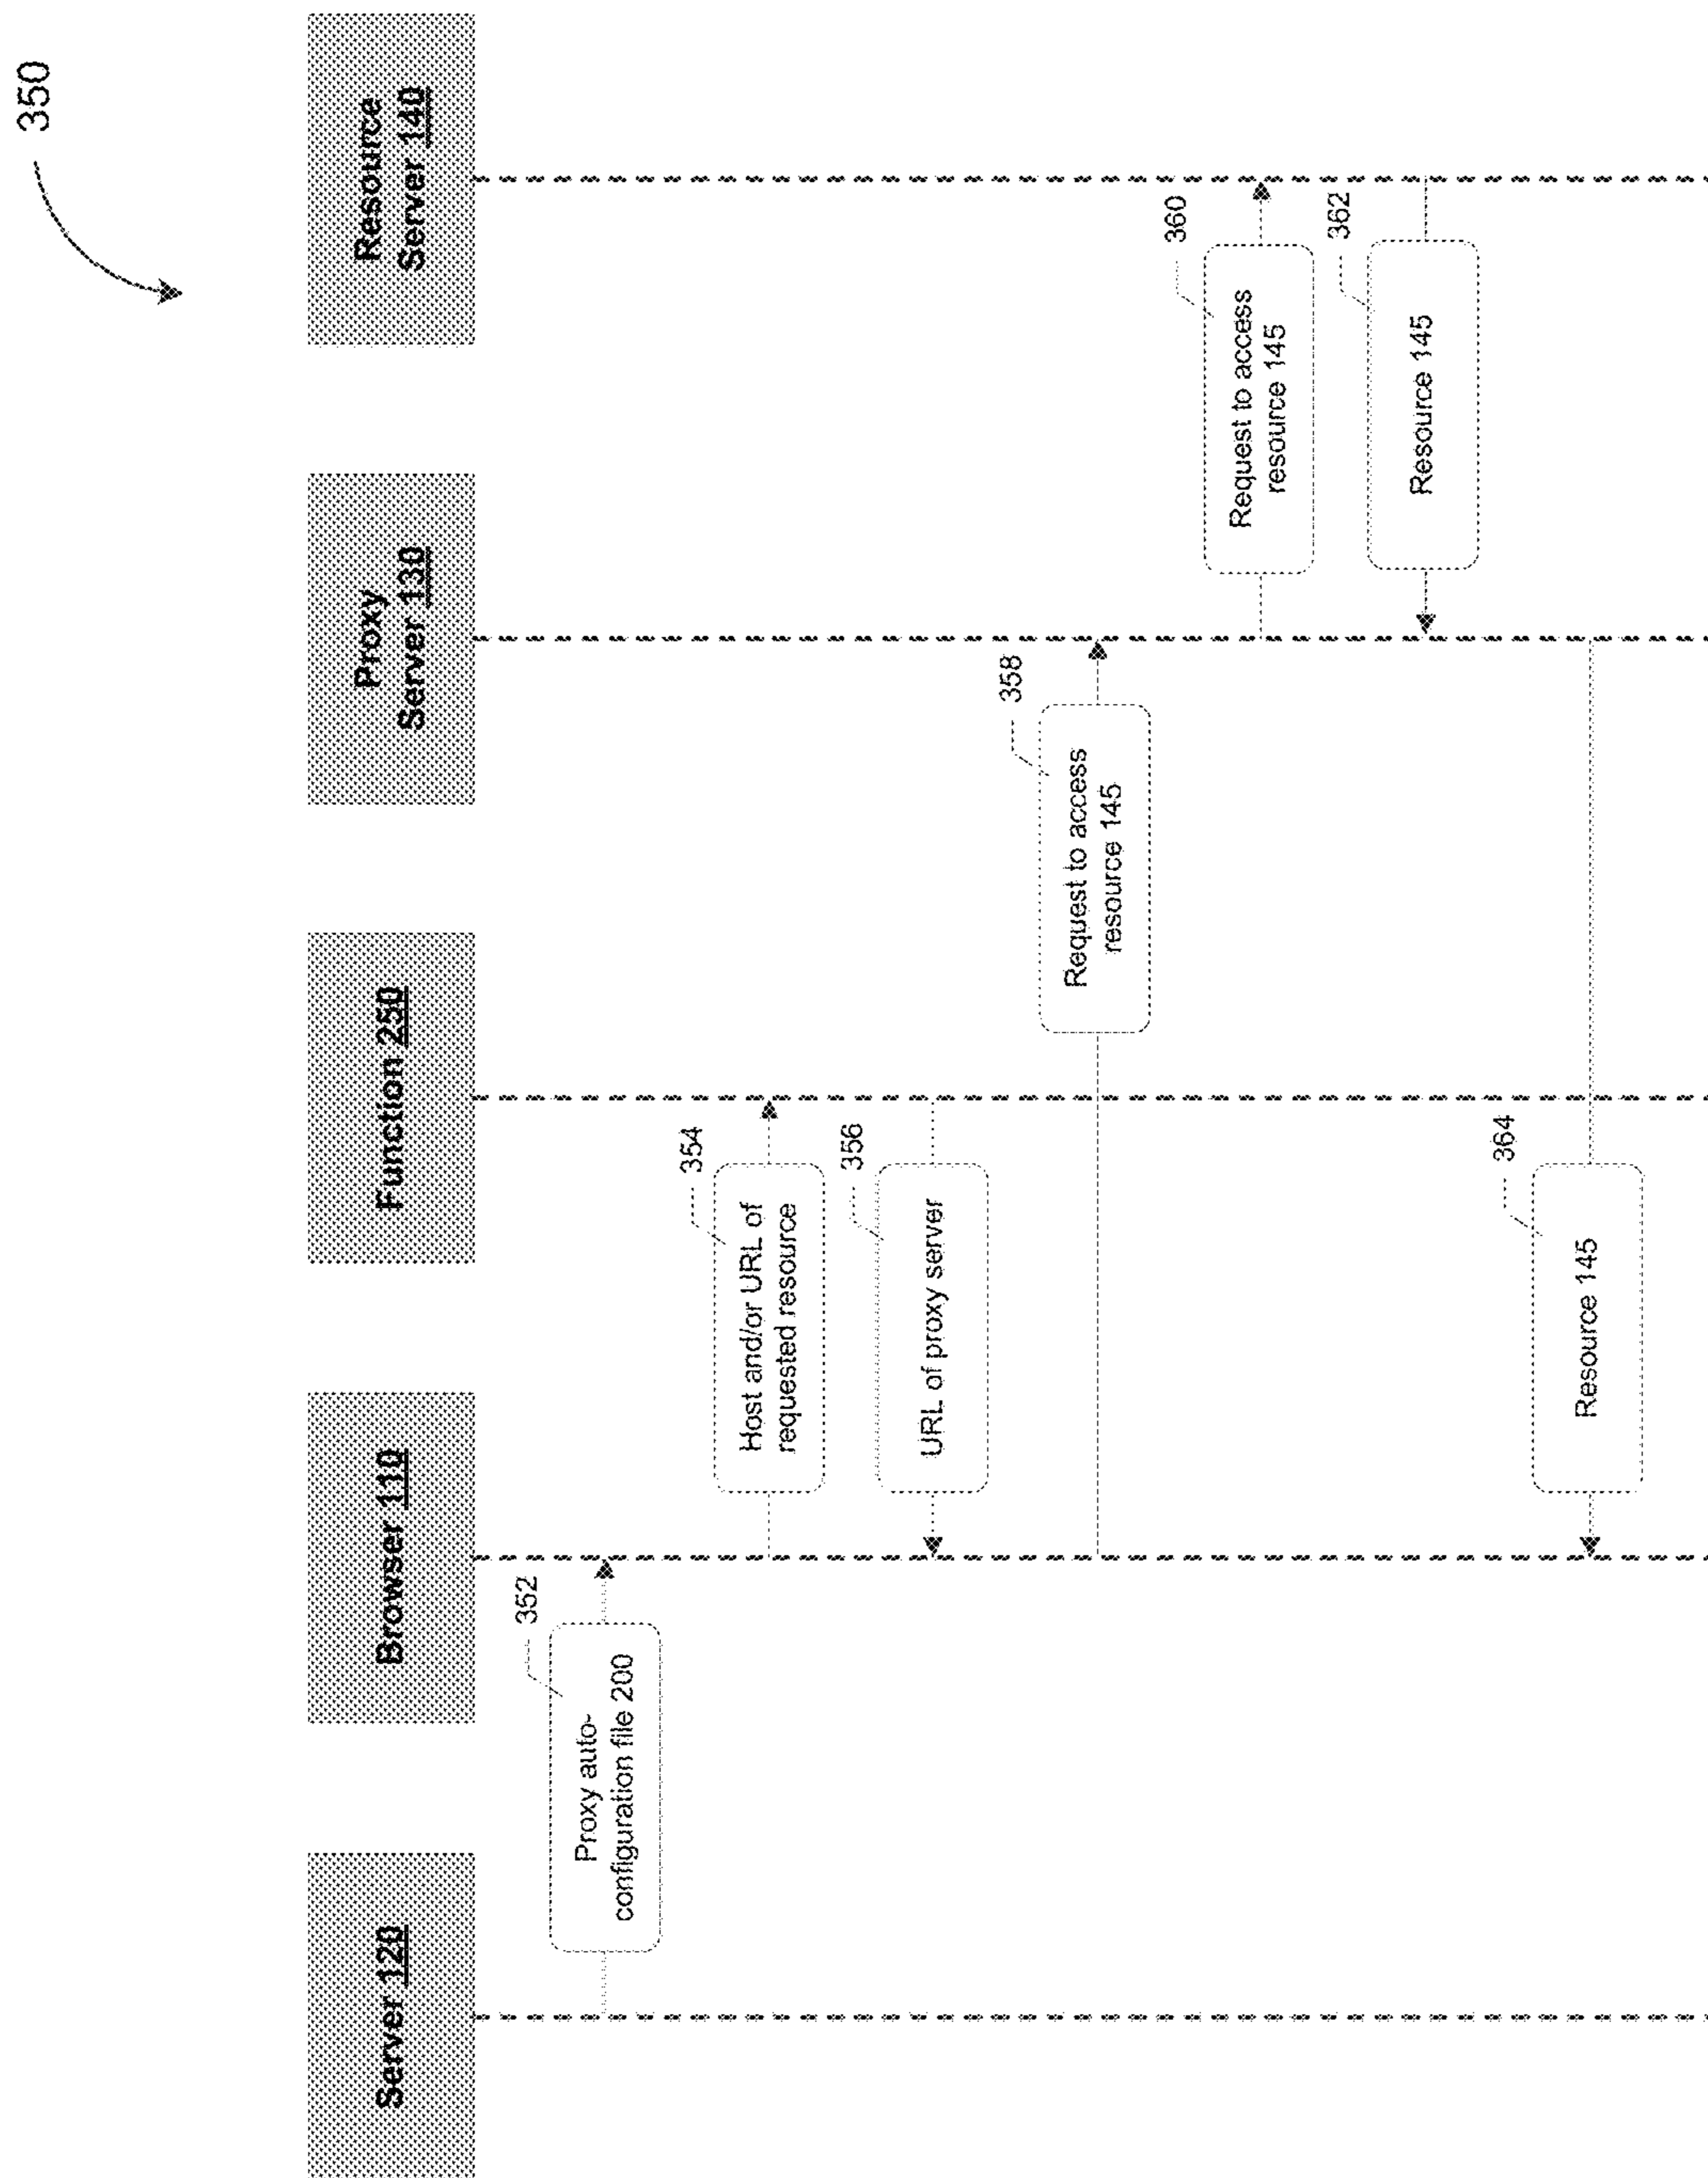 350
Server 120
Browser 110
Function 250
Proxy
Server 130
Resource
Server 140
352
Proxy auto-
configuration file 200
354
Host and/or URL of
requested resource
356
URL of proxy server
358
Request to access
resource 145
360
Request to access
resource 145
362
Resource 145
364
Resource 145